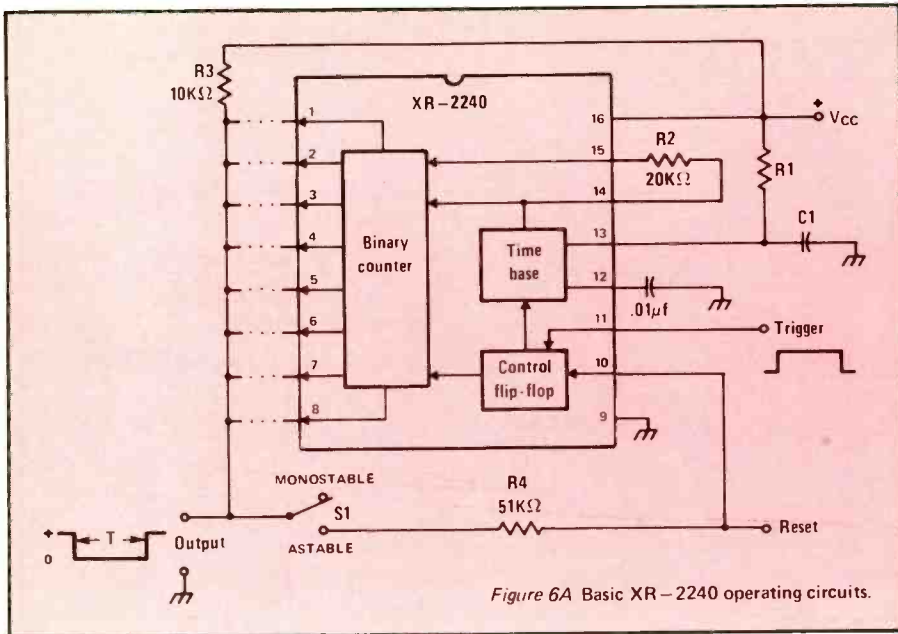 R3
10KΩ
XR-2240
1
2
3
4
5
6
7
8
16
15
14
13
12
11
10
9
R2
20KΩ
+
VCC
R1
C1
Binary
counter
Time
base
.01μf
Trigger
Control
flip-flop
MONOSTABLE
S1
ASTABLE
R4
51KΩ
Reset
+
0
T
Output
Figure 6A Basic XR-2240 operating circuits.